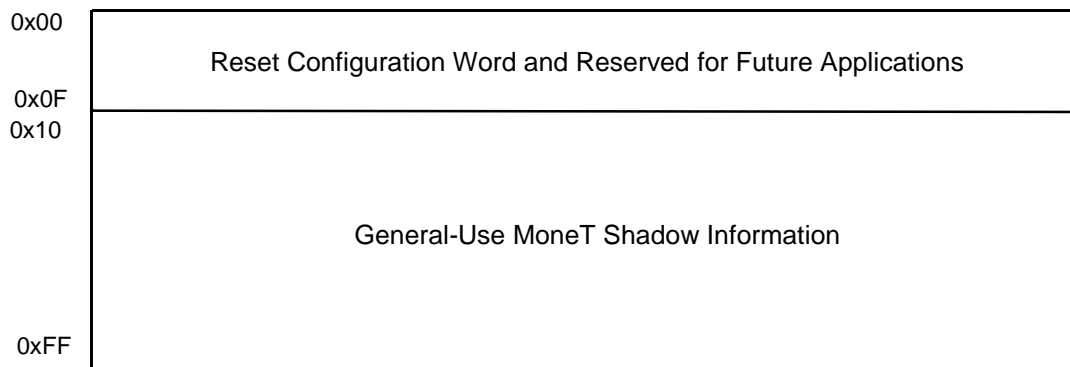 0x00
Reset Configuration Word and Reserved for Future Applications
0x0F
0x10
General-Use MoneT Shadow Information
0xFF